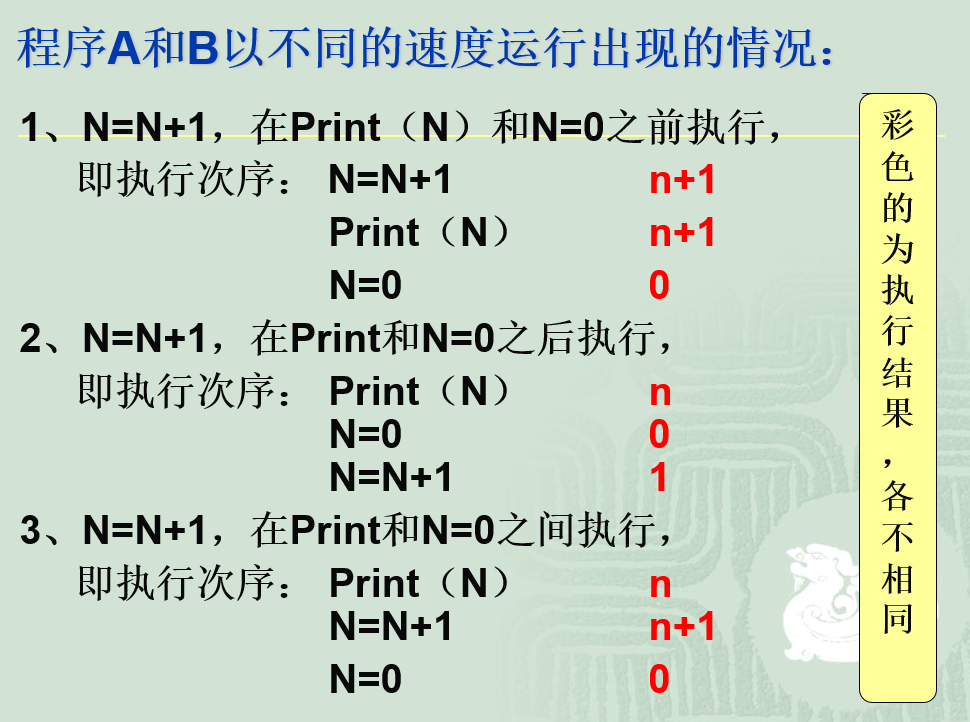 程序A和B以不同的速度运行出现的情况：
1、N=N+1，在Print（N）和N=0之前执行，
即执行次序： N=N+1 n+1
Print（N） n+1
N=0 0
2、N=N+1，在Print和N=0之后执行，
即执行次序： Print（N） n
N=0 0
N=N+1 1
3、N=N+1，在Print和N=0之间执行，
即执行次序： Print（N） n
N=N+1 n+1
N=0 0
彩色的为执行结果，各不相同